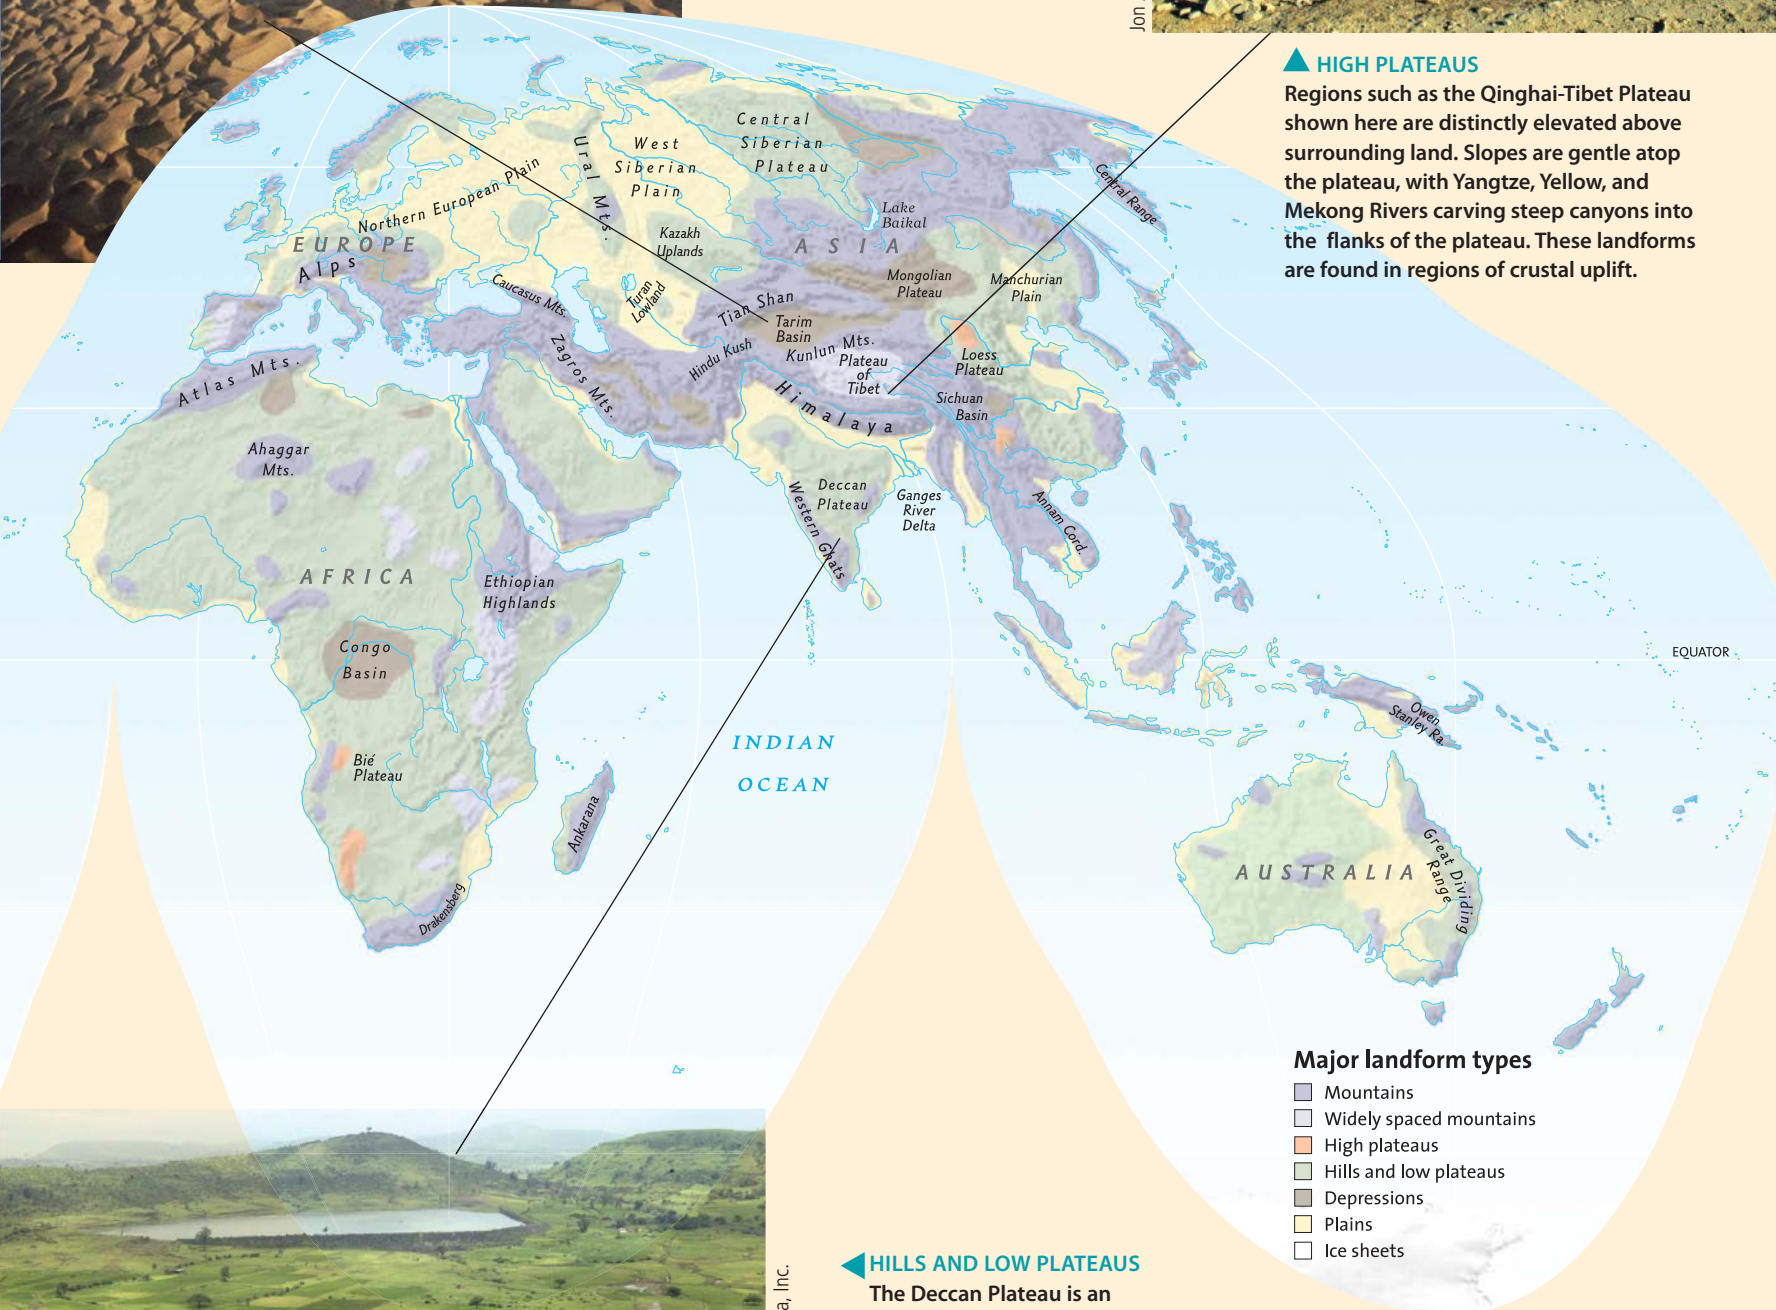 Jon
HIGH PLATEAUS
Regions such as the Qinghai-Tibet Plateau
shown here are distinctly elevated above
surrounding land. Slopes are gentle atop
the plateau, with Yangtze, Yellow, and
Mekong Rivers carving steep canyons into
the flanks of the plateau. These landforms
are found in regions of crustal uplift.
Central
Siberian
Plateau
West
Siberian
Plain
Ural Mts.
Northern European Plain
EUROPE
Alps
Kazakh
Uplands
Lake
Baikal
Central Range
ASIA
Mongolian
Plateau
Manchurian
Plain
Caucasus Mts.
Turan
Lowland
Tian Shan
Tarim
Basin
Hindu Kush
Kunlun Mts.
Plateau
of
Tibet
Loess
Plateau
Zagros Mts.
Atlas Mts.
Himalaya
Sichuan
Basin
Ahaggar
Mts.
Deccan
Plateau
Western Ghats
Ganges
River
Delta
Annam Cord.
AFRICA
Ethiopian
Highlands
Congo
Basin
EQUATOR
Owen
Stanley Ra.
INDIAN
OCEAN
Bié
Plateau
Ankarana
Drakensberg
AUSTRALIA
Great Dividing
Range
Major landform types
Mountains
Widely spaced mountains
High plateaus
Hills and low plateaus
Depressions
Plains
Ice sheets
a, Inc.
HILLS AND LOW PLATEAUS
The Deccan Plateau is an